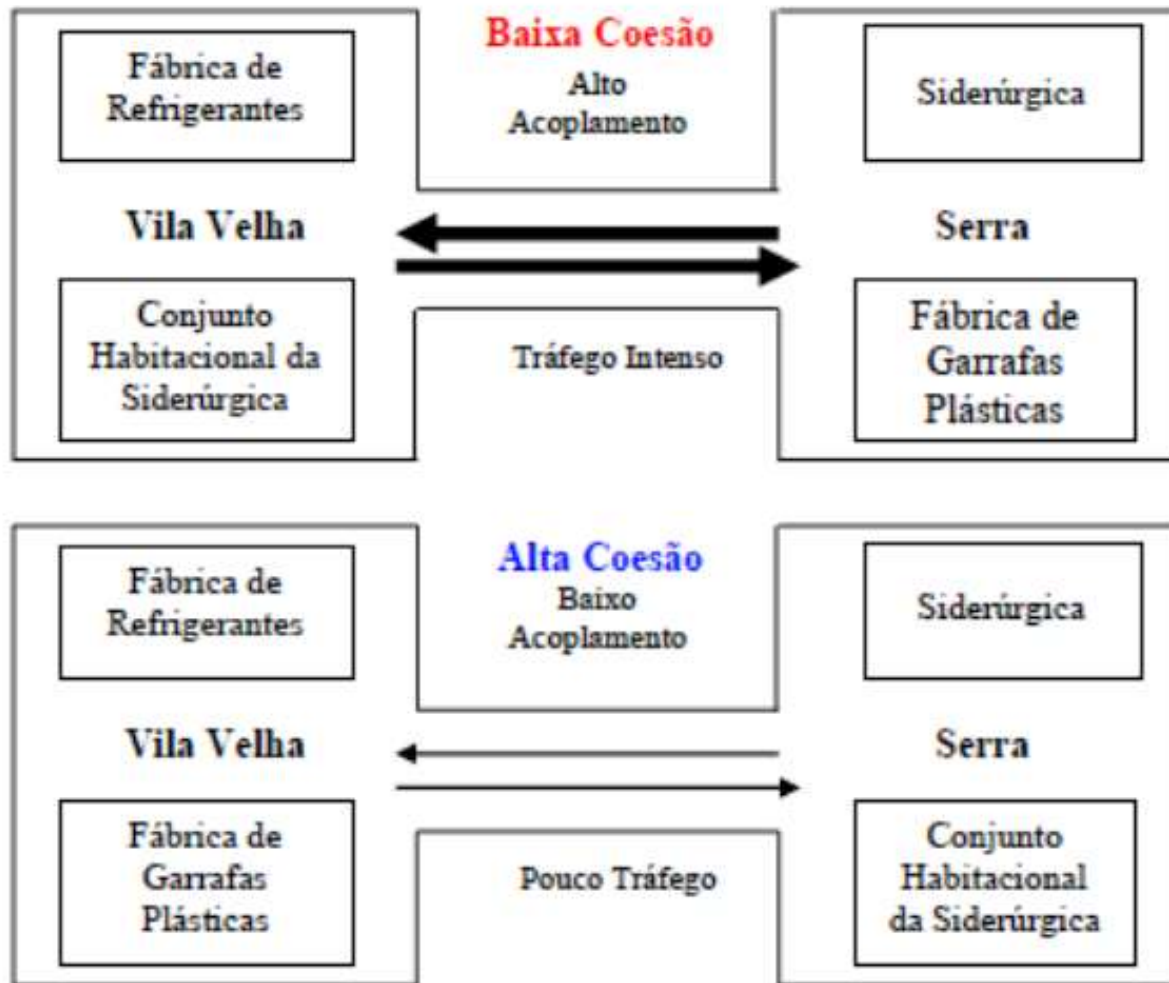 Fábrica de
Refrigerantes
Baixa Coesão
Alto
Acoplamento
Siderúrgica
Vila Velha
Serra
Conjunto
Habitacional da
Siderúrgica
Tráfego Intenso
Fábrica de
Garrafas
Plásticas
Fábrica de
Refrigerantes
Alta Coesão
Baixo
Acoplamento
Siderúrgica
Vila Velha
Serra
Fábrica de
Garrafas
Plásticas
Pouco Tráfego
Conjunto
Habitacional
da Siderúrgica